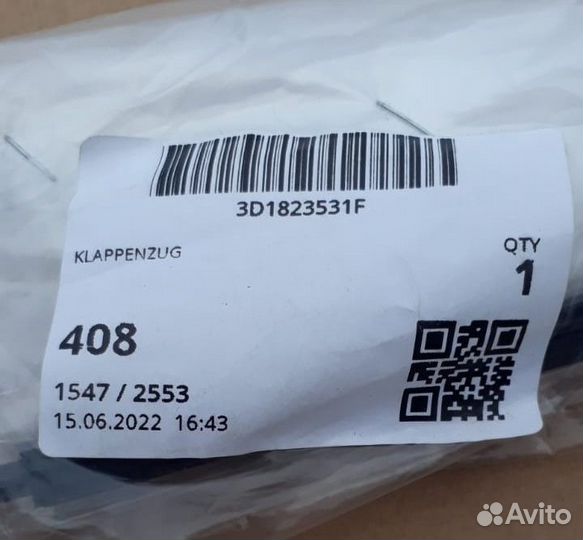 3D1823531F
KLAPPENZUG
QTY
1
408
1547 / 2553
15.06.2022 16:43
Avito